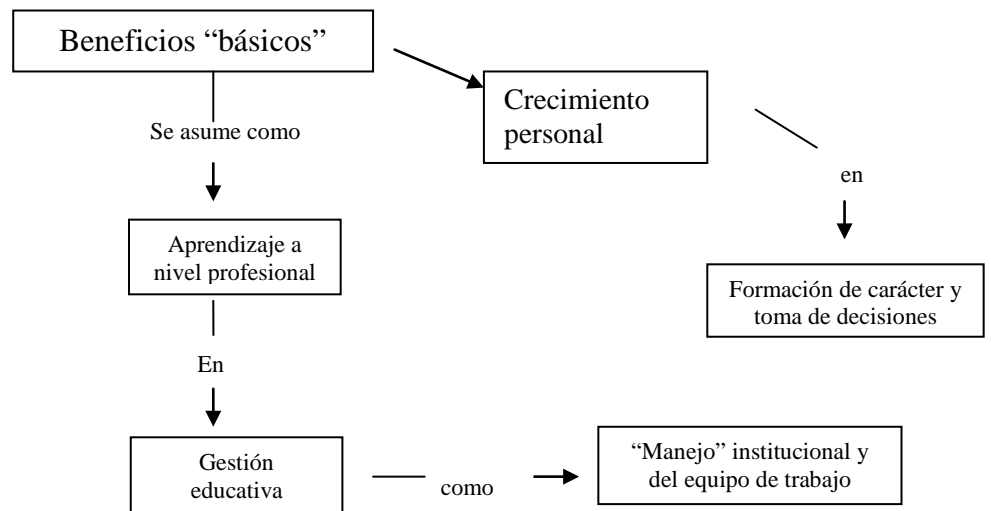 Beneficios “básicos”
Crecimiento
personal
Se asume como
en
Aprendizaje a
nivel profesional
Formación de carácter y
toma de decisiones
En
Gestión
educativa
como
“Manejo” institucional y
del equipo de trabajo